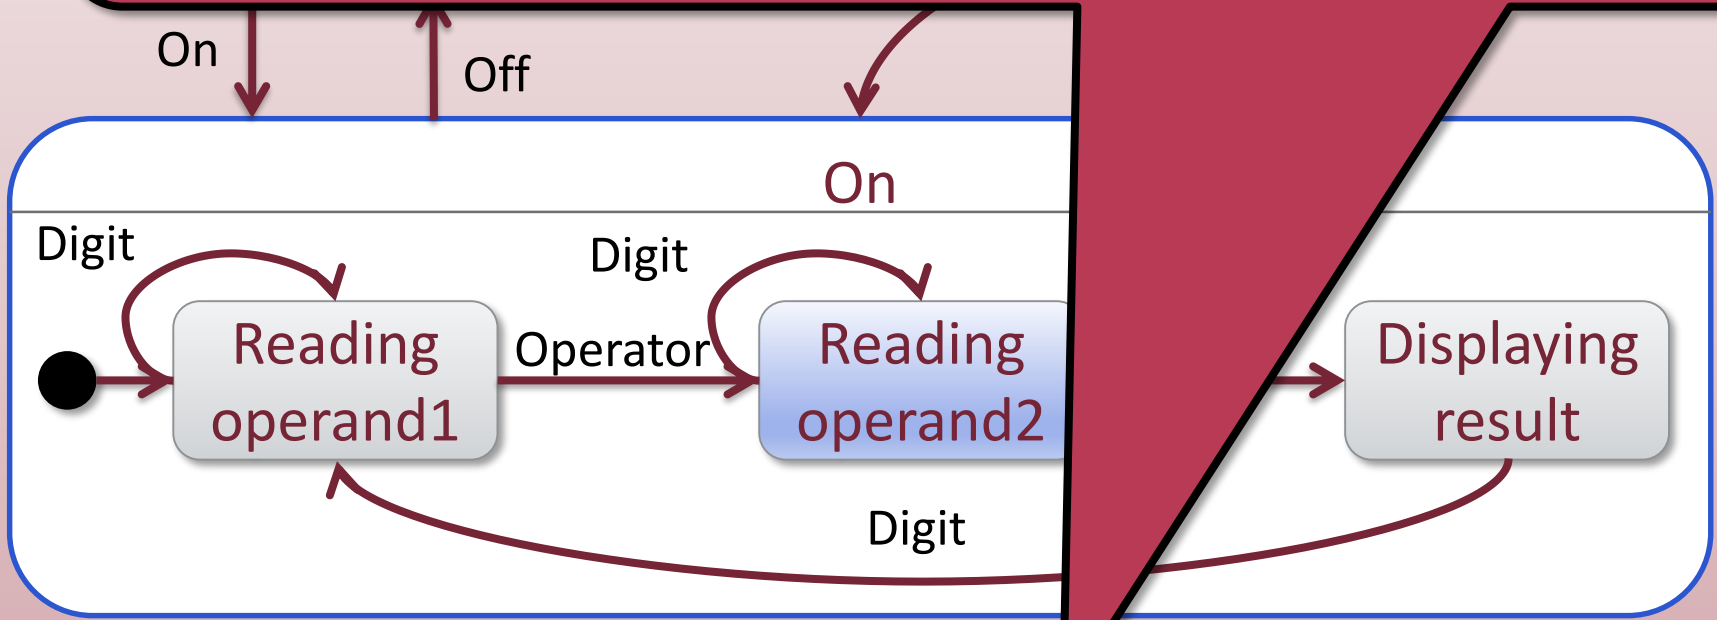 On
Off
On
Digit
Digit
Reading
operand1
Operator
Reading
operand2
Displaying
result
Digit